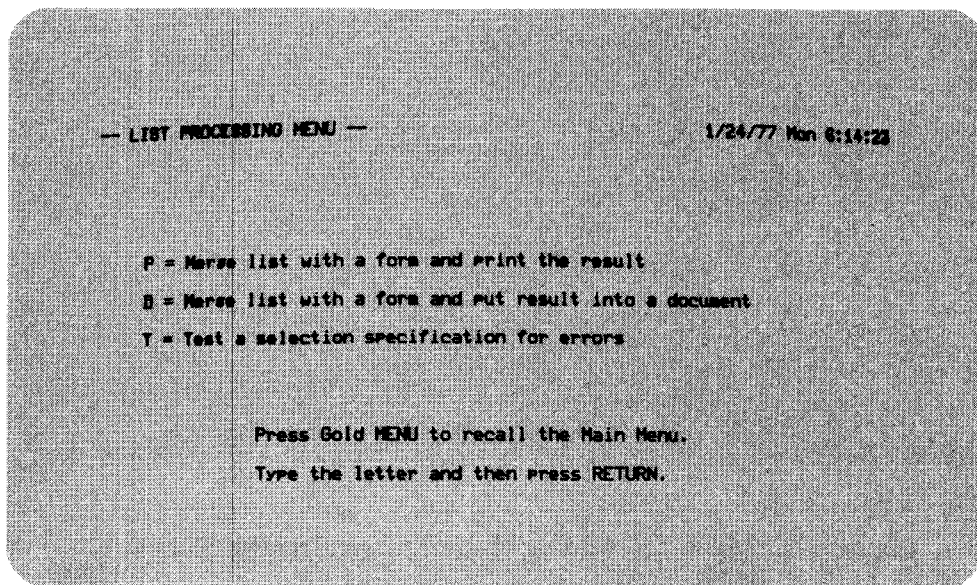 — LIST PROCESSING MENU — 1/24/77 Mon 6:14:23
P = Merge list with a form and print the result
D = Merge list with a form and put result into a document
T = Test a selection specification for errors
Press Gold MENU to recall the Main Menu.
Type the letter and then press RETURN.